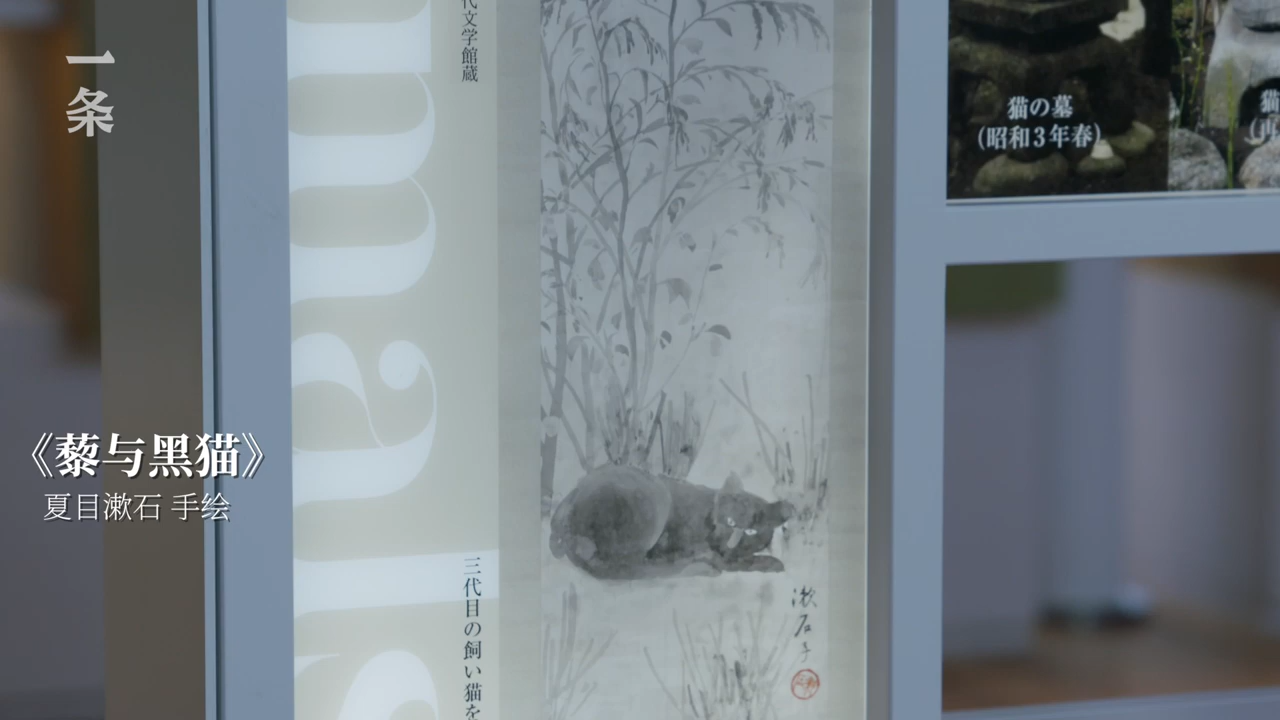 一条
代文学館蔵
猫の墓
(昭和3年春)
猫
《藜与黑猫》
夏目漱石 手绘
三代目の飼い猫を
漱石